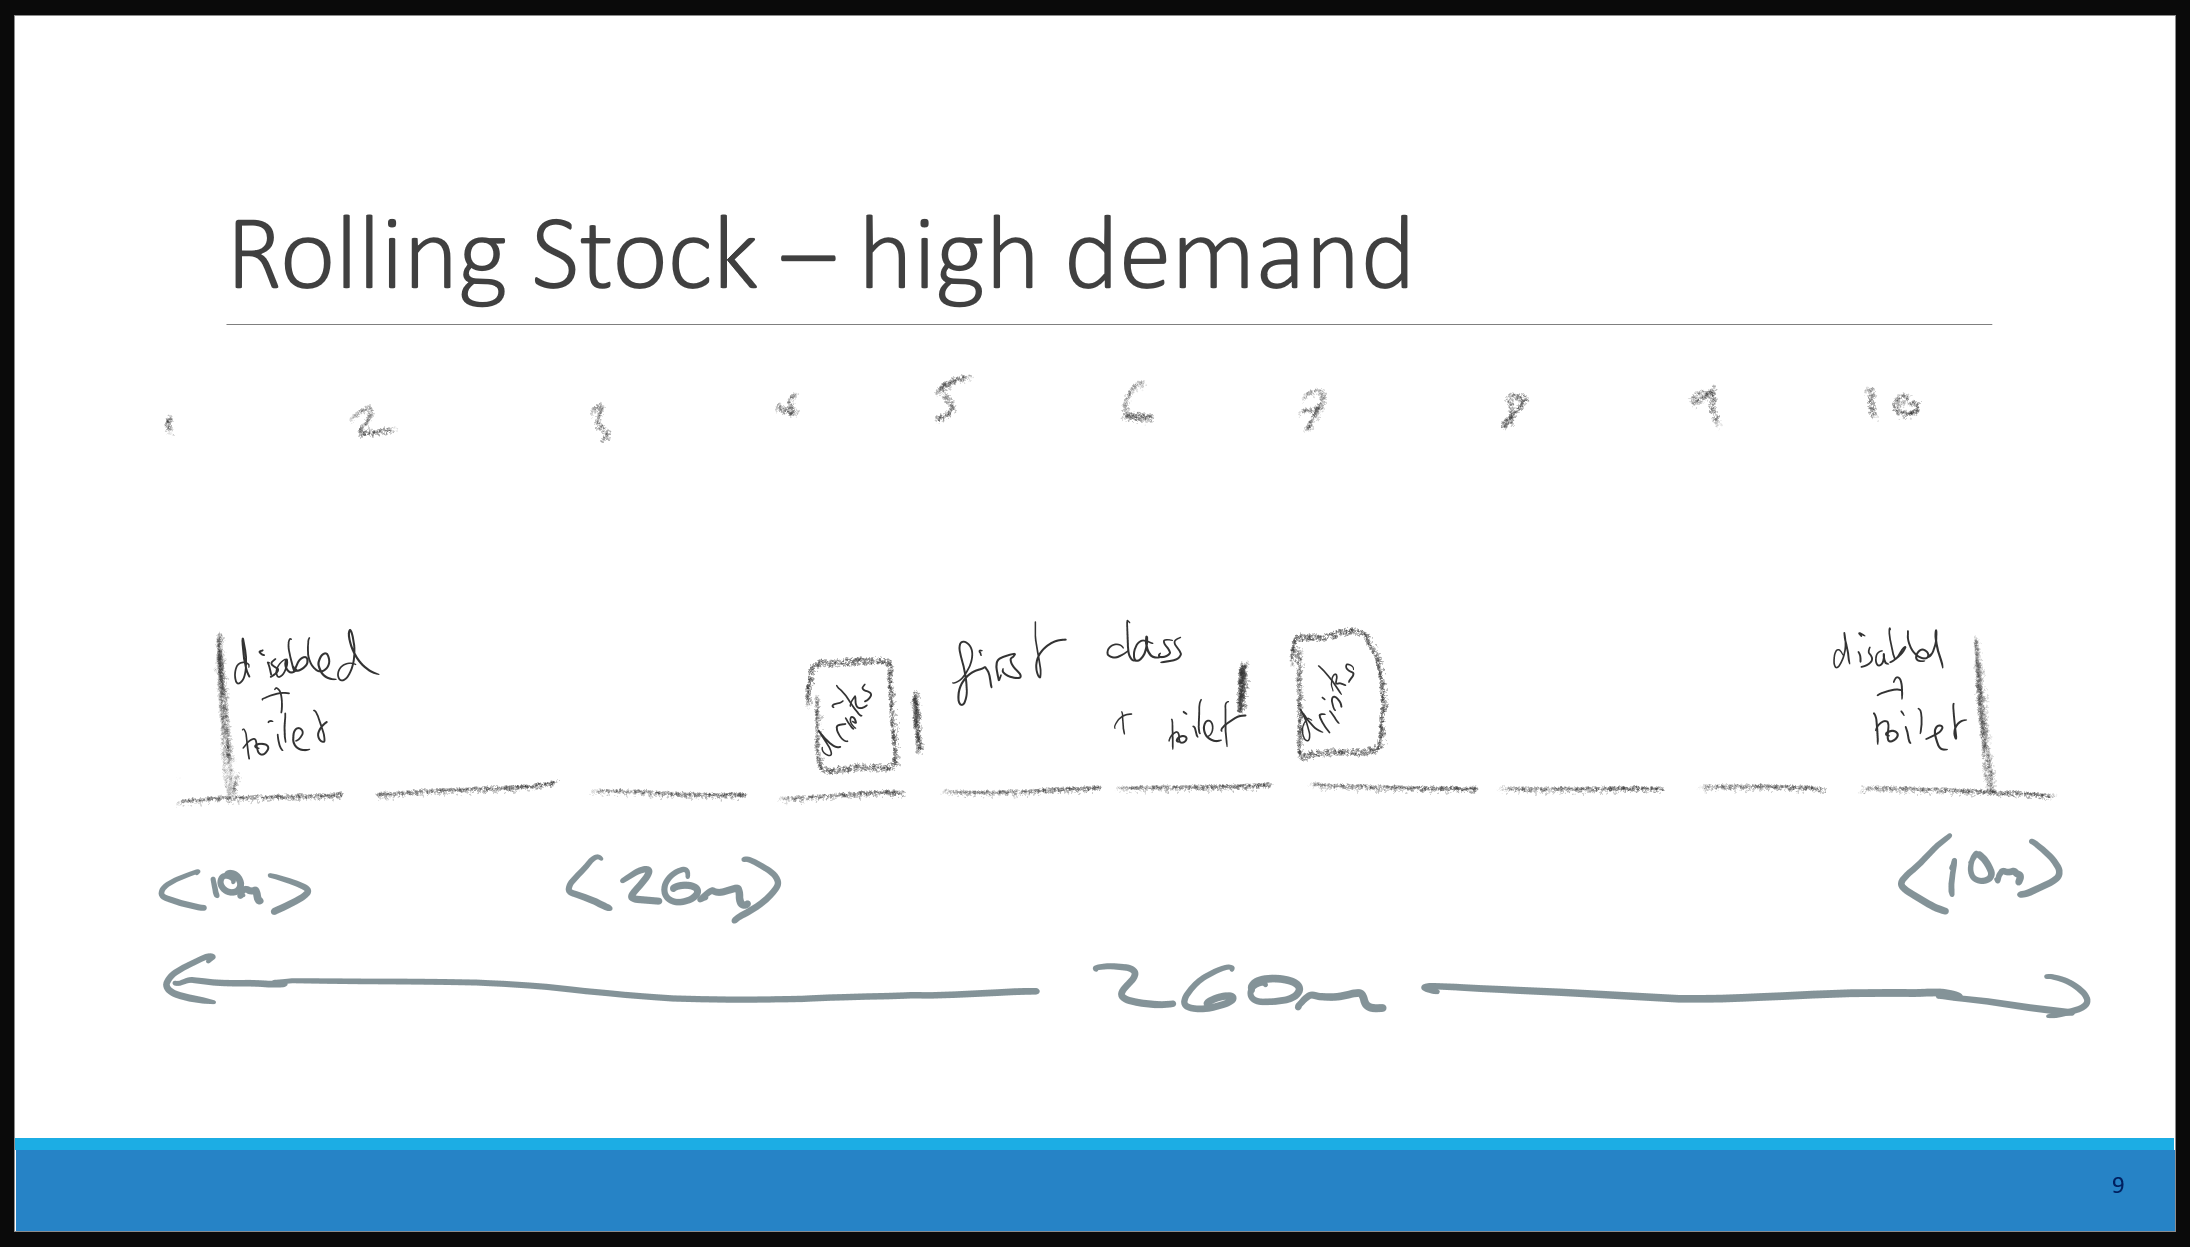 Rolling Stock – high demand
1 2 3 4 5 6 7 8 9 10
disabled
+
toilet
drinks
first class
+ toilet
drinks
disabled
+
toilet
<10m> <26m> <10m>
260m
9